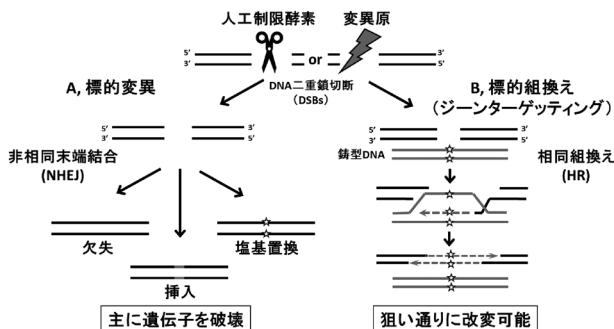 人工制限酵素
変異原
5’
3’
or
3’
5’
DNA二重鎖切断
(DSBs)
A, 標的変異
B, 標的組換え
(ジーンターゲッティング)
5’
3’
3’
5’
5’
3’
3’
5’
非相同末端結合
(NHEJ)
鋳型DNA
相同組換え
(HR)
欠失
塩基置換
挿入
主に遺伝子を破壊
狙い通りに改変可能